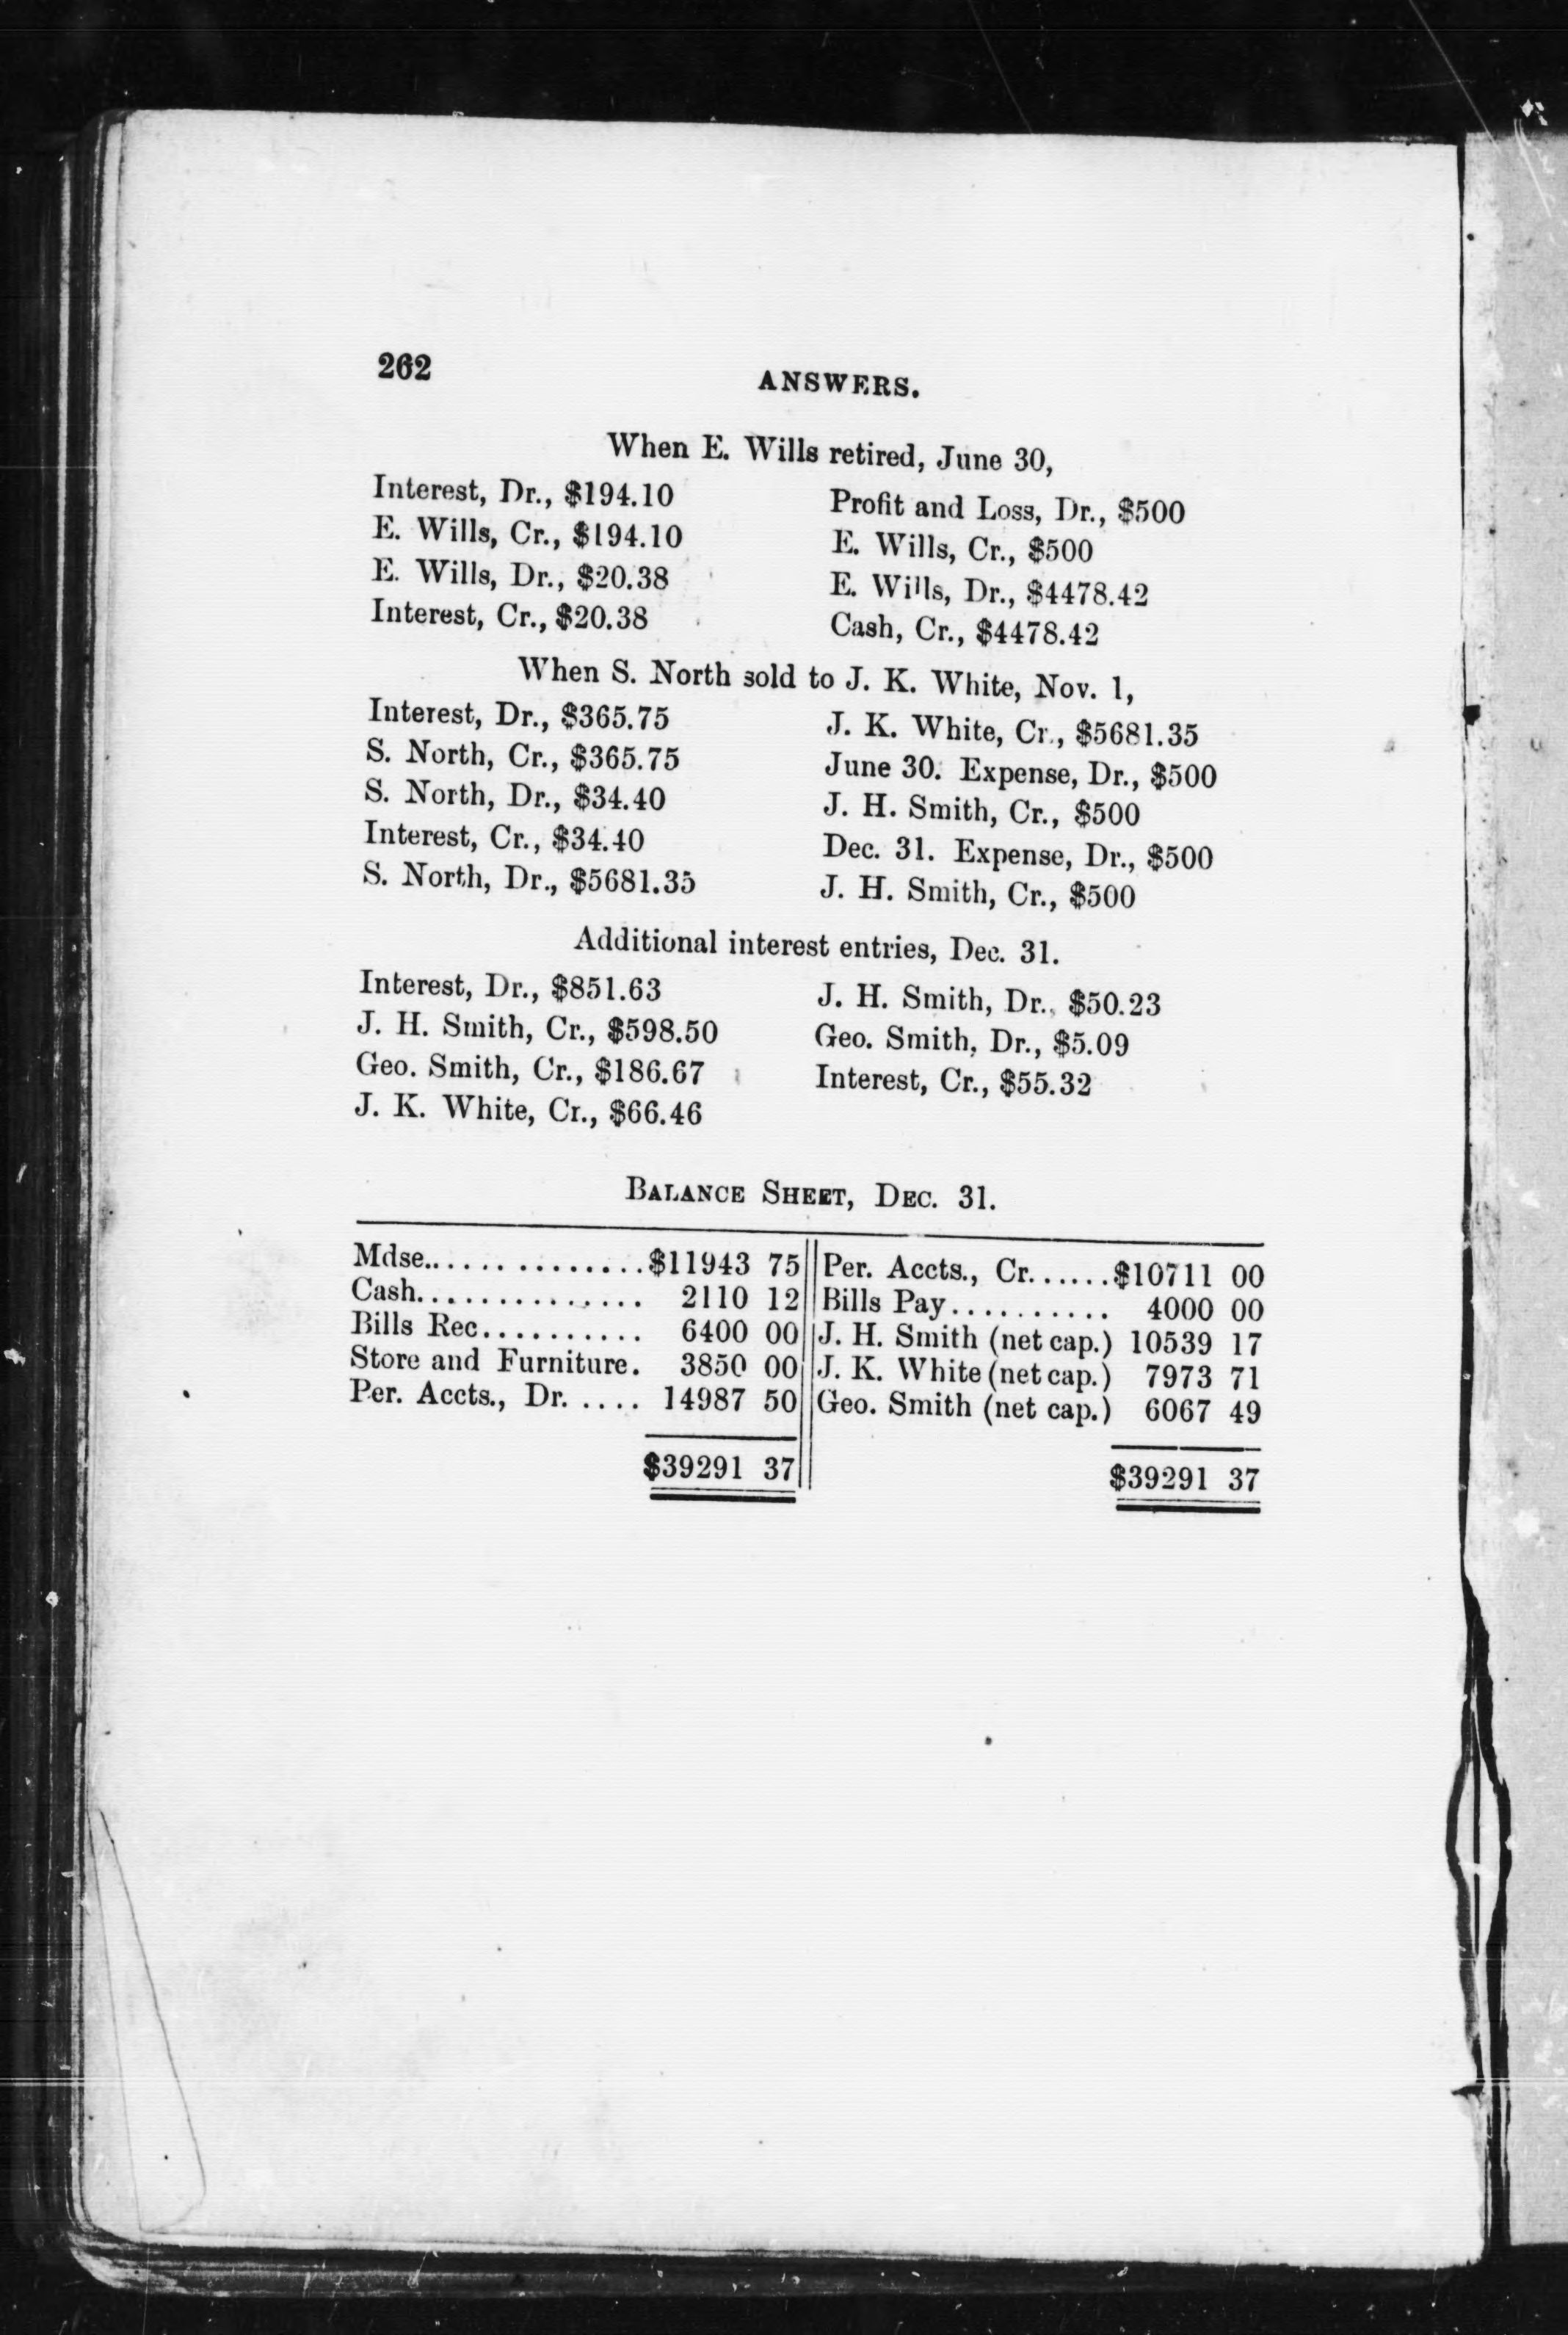 262
ANSWERS.
When E. Wills retired, June 30,
Interest, Dr., $194.10
E. Wills, Cr., $194.10
E. Wills, Dr., $20.38
Interest, Cr., $20.38
Profit and Loss, Dr., $500
E. Wills, Cr., $500
E. Wills, Dr., $4478.42
Cash, Cr., $4478.42
When S. North sold to J. K. White, Nov. 1,
Interest, Dr., $365.75
S. North, Cr., $365.75
S. North, Dr., $34.40
Interest, Cr., $34.40
S. North, Dr., $5681.35
J. K. White, Cr., $5681.35
June 30. Expense, Dr., $500
J. H. Smith, Cr., $500
Dec. 31. Expense, Dr., $500
J. H. Smith, Cr., $500
Additional interest entries, Dec. 31.
Interest, Dr., $851.63
J. H. Smith, Cr., $598.50
Geo. Smith, Cr., $186.67
J. K. White, Cr., $66.46
J. H. Smith, Dr., $50.23
Geo. Smith, Dr., $5.09
Interest, Cr., $55.32
BALANCE SHEET, DEC. 31.
Mdse...............$11943 75
Cash.............. 2110 12
Bills Rec.......... 6400 00
Store and Furniture. 3850 00
Per. Accts., Dr. .... 14987 50
$39291 37
Per. Accts., Cr......$10711 00
Bills Pay.......... 4000 00
J. H. Smith (net cap.) 10539 17
J. K. White (net cap.) 7973 71
Geo. Smith (net cap.) 6067 49
$39291 37